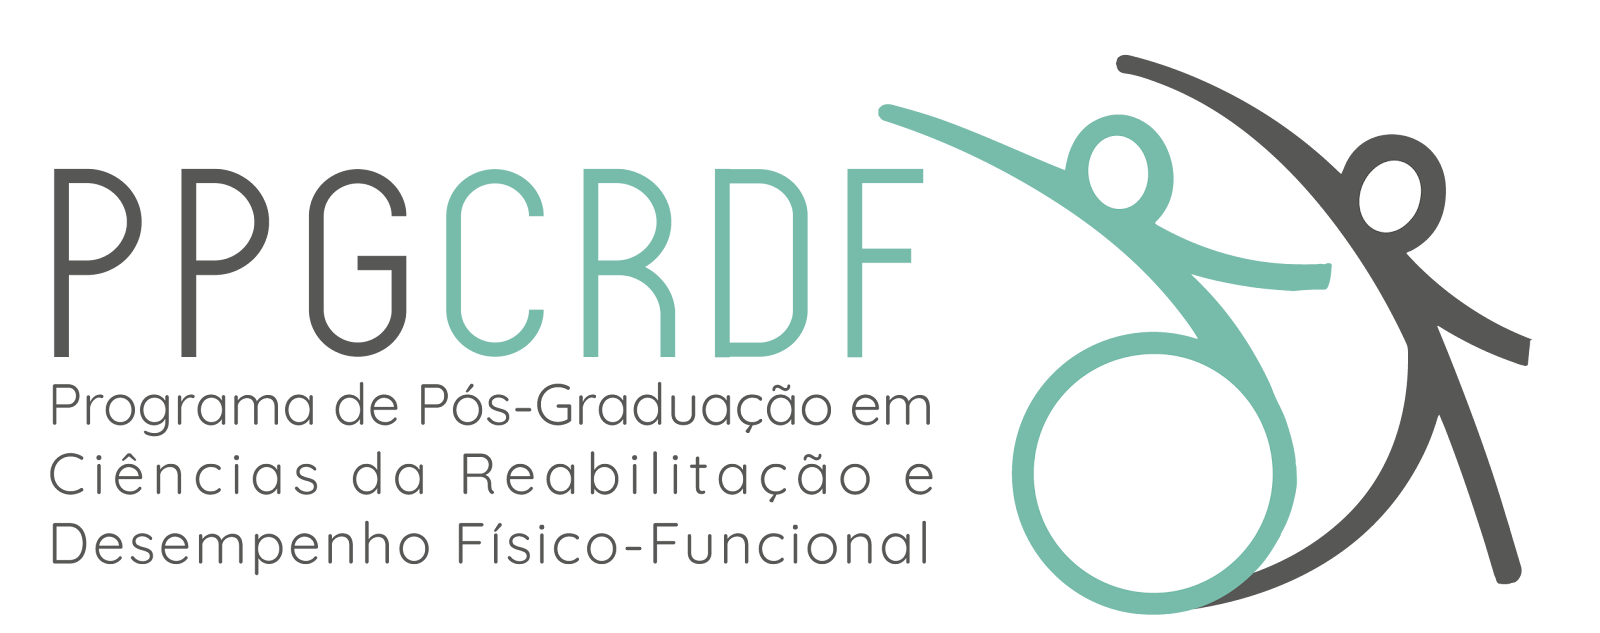 PPGCRDF
Programa de Pós-Graduação em
Ciências da Reabilitação e
Desempenho Físico-Funcional